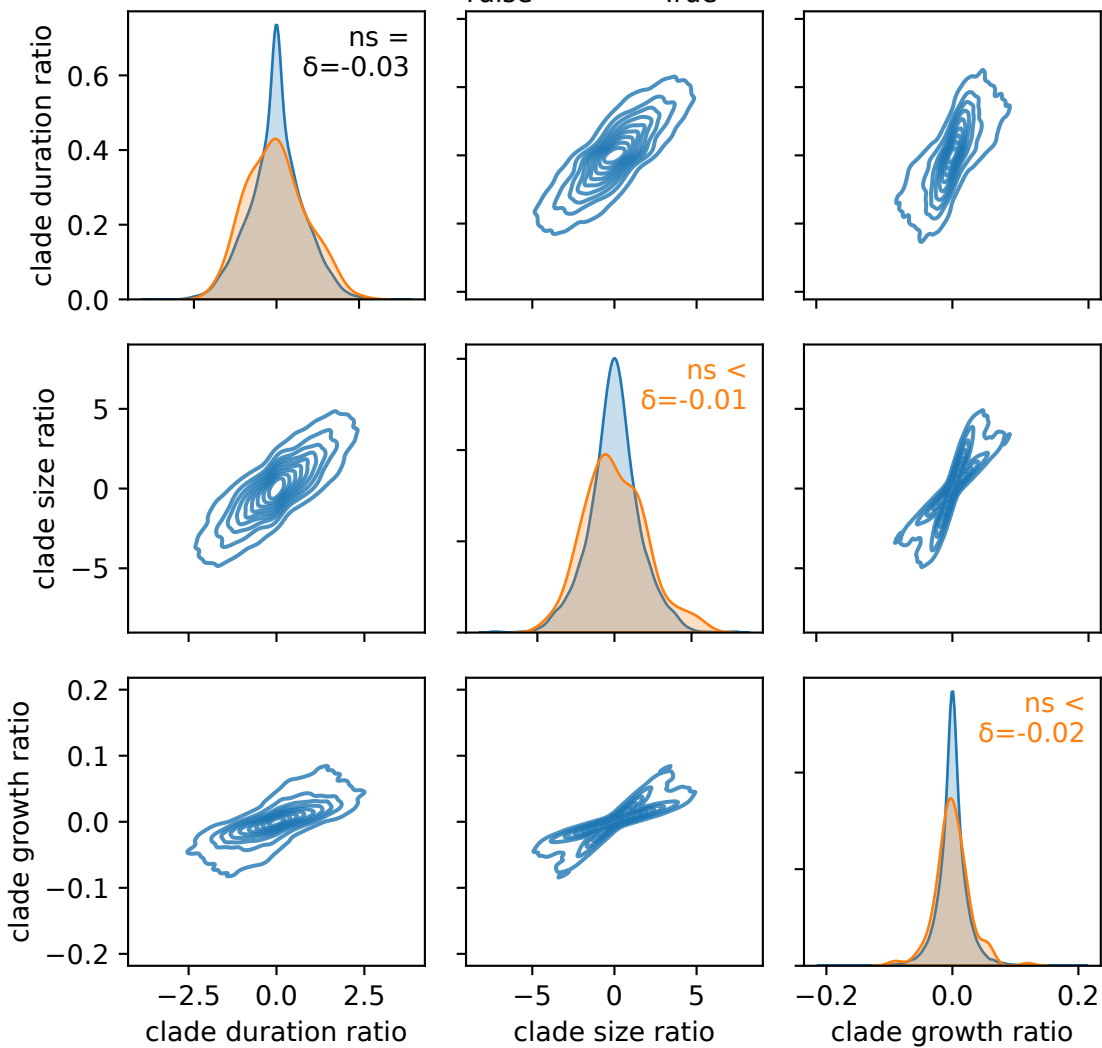 False True
clade duration ratio
0.6
0.4
0.2
0.0
ns =
δ=-0.03
clade size ratio
5
0
−5
ns <
δ=-0.01
clade growth ratio
0.2
0.1
0.0
−0.1
−0.2
ns <
δ=-0.02
−2.5 0.0 2.5
−5 0 5
−0.2 0.0 0.2
clade duration ratio
clade size ratio
clade growth ratio